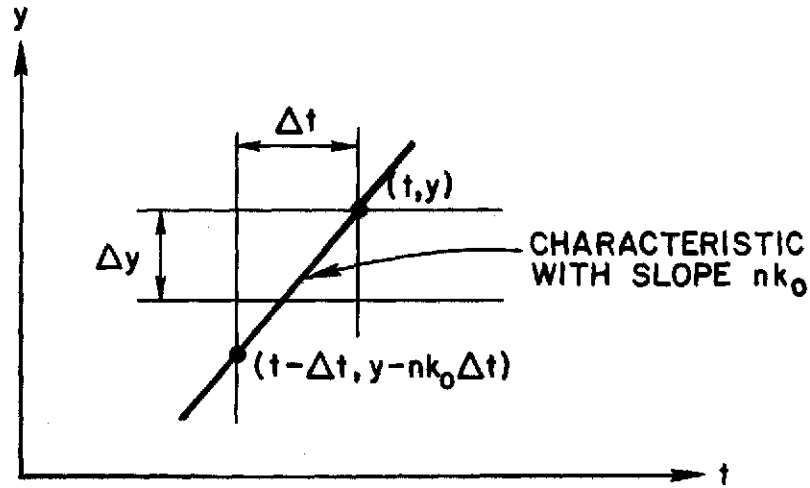 y
Δt
(t,y)
Δy
CHARACTERISTIC
WITH SLOPE nk₀
(t-Δt, y-nk₀Δt)
t